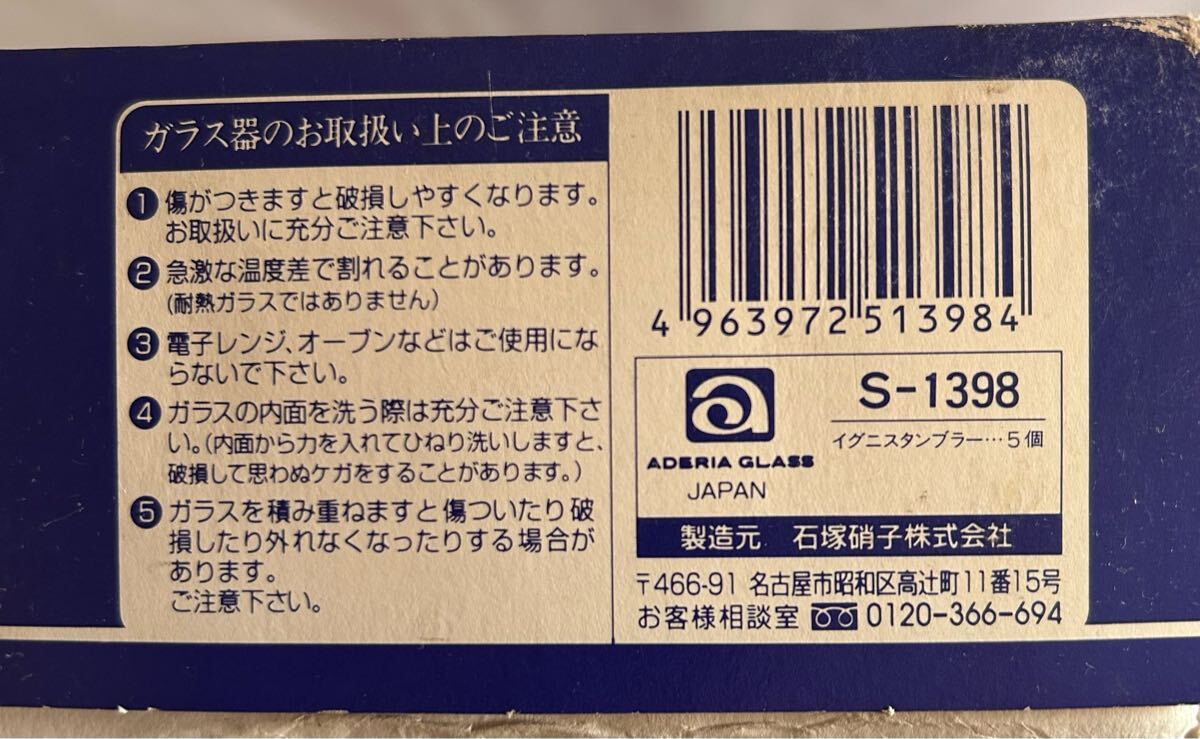 ガラス器のお取扱い上のご注意
1 傷がつきますと破損しやすくなります。
お取扱いに充分ご注意下さい。
2 急激な温度差で割れることがあります。
(耐熱ガラスではありません)
3 電子レンジ、オーブンなどはご使用にな
らないで下さい。
4 ガラスの内面を洗う際は充分ご注意下さ
い。(内面から力を入れてひねり洗いしますと、
破損して思わぬケガをすることがあります。)
5 ガラスを積み重ねますと傷ついたり破
損したり外れなくなったりする場合が
あります。
ご注意下さい。
4 963972 513984
ADERIA GLASS
JAPAN
S-1398
イグニスタンブラー…5個
製造元 石塚硝子株式会社
〒466-91 名古屋市昭和区高辻町11番15号
お客様相談室 0120-366-694